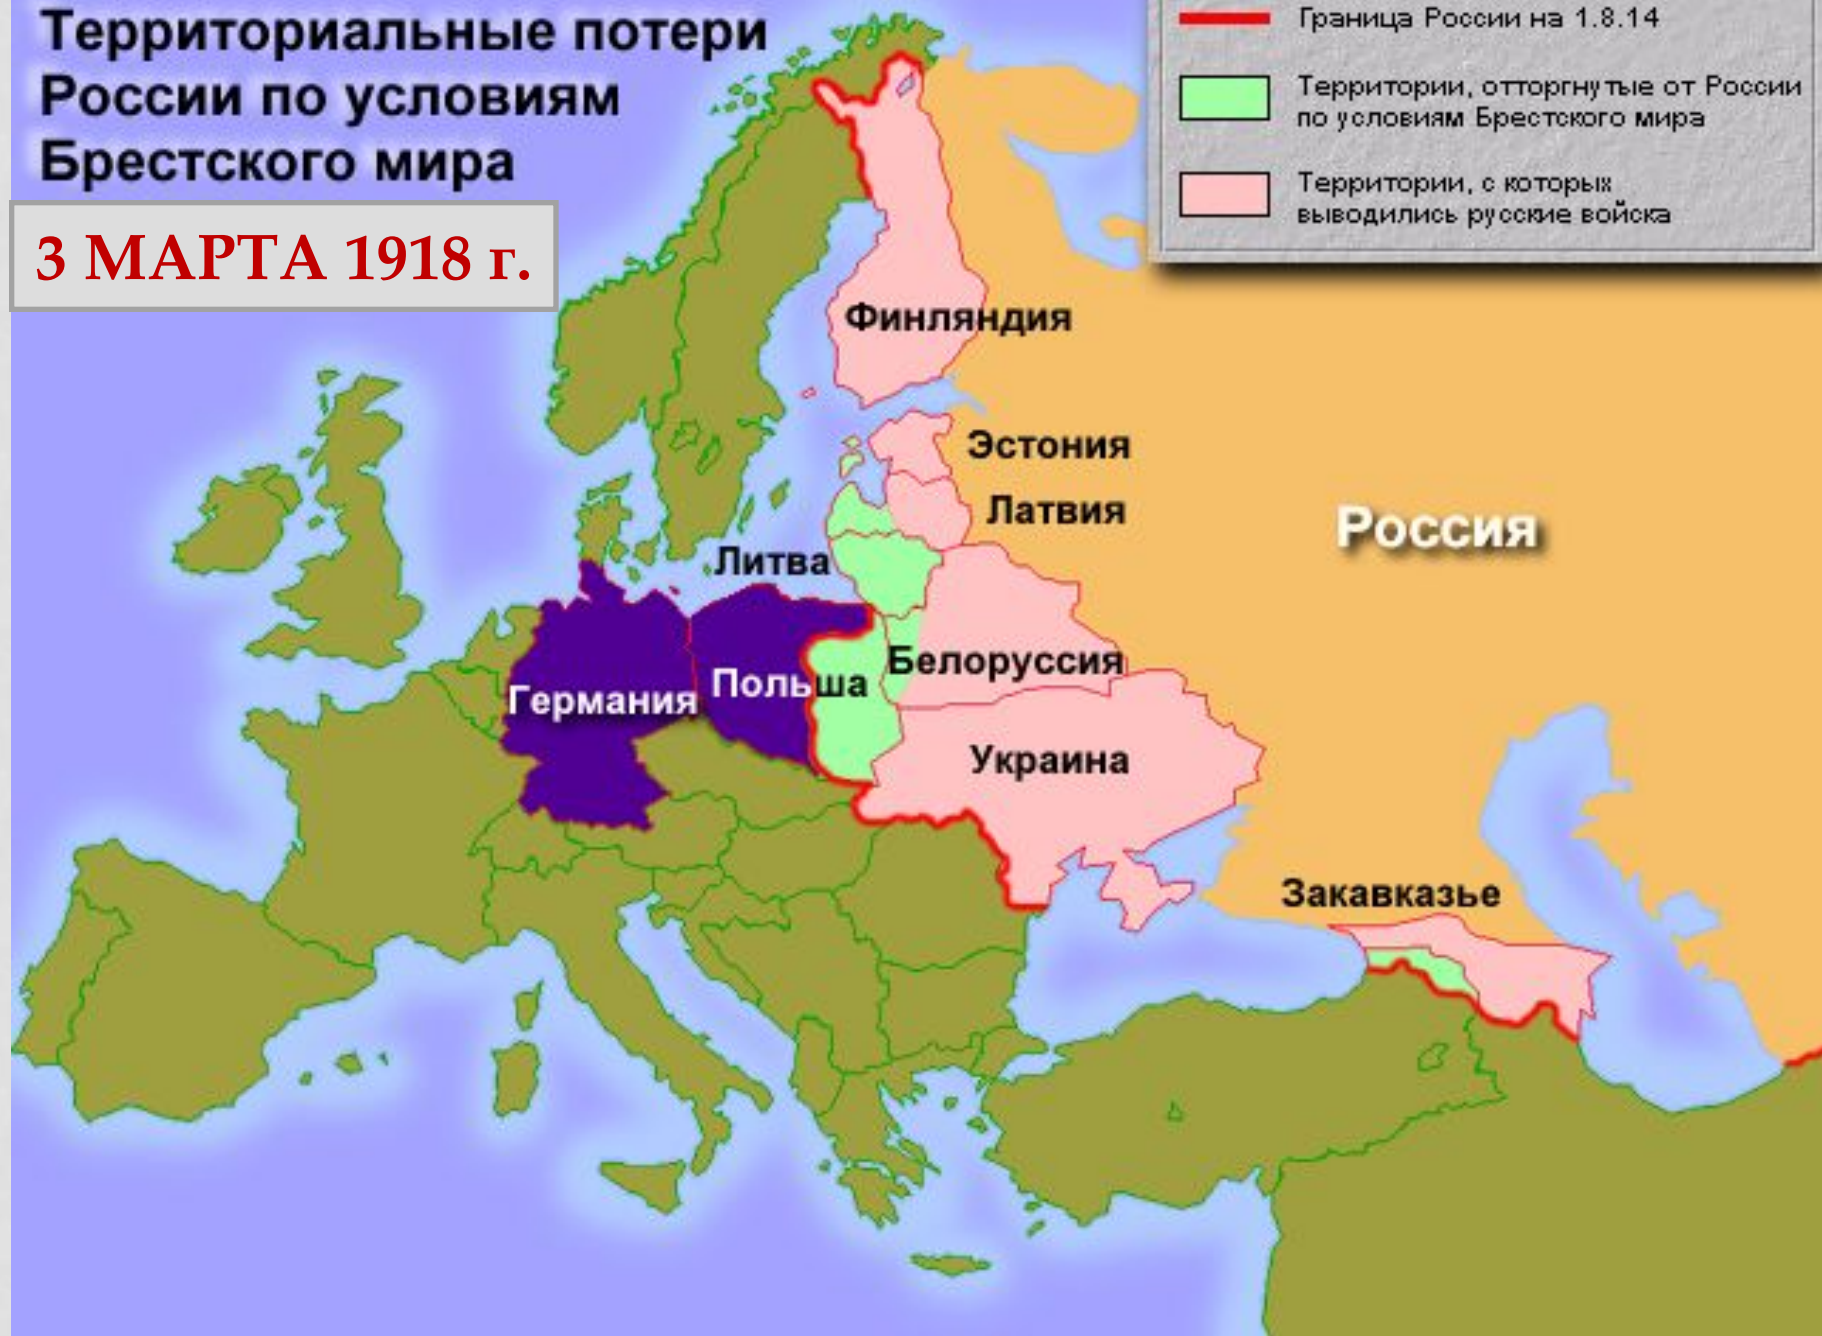 Территориальные потери
России по условиям
Брестского мира
3 МАРТА 1918 г.
Граница России на 1.8.14
Территории, отторгнутые от России
по условиям Брестского мира
Территории, с которых
выводились русские войска
Финляндия
Эстония
Латвия
Россия
Литва
Белоруссия
Польша
Германия
Украина
Закавказье